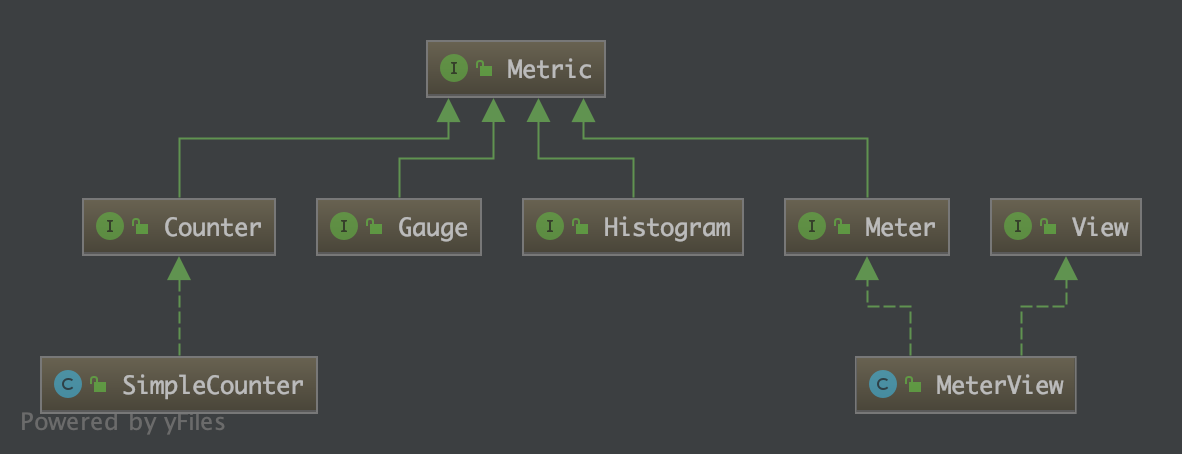 I Metric
I Counter
I Gauge
I Histogram
I Meter
I View
C SimpleCounter
C MeterView
Powered by yFiles